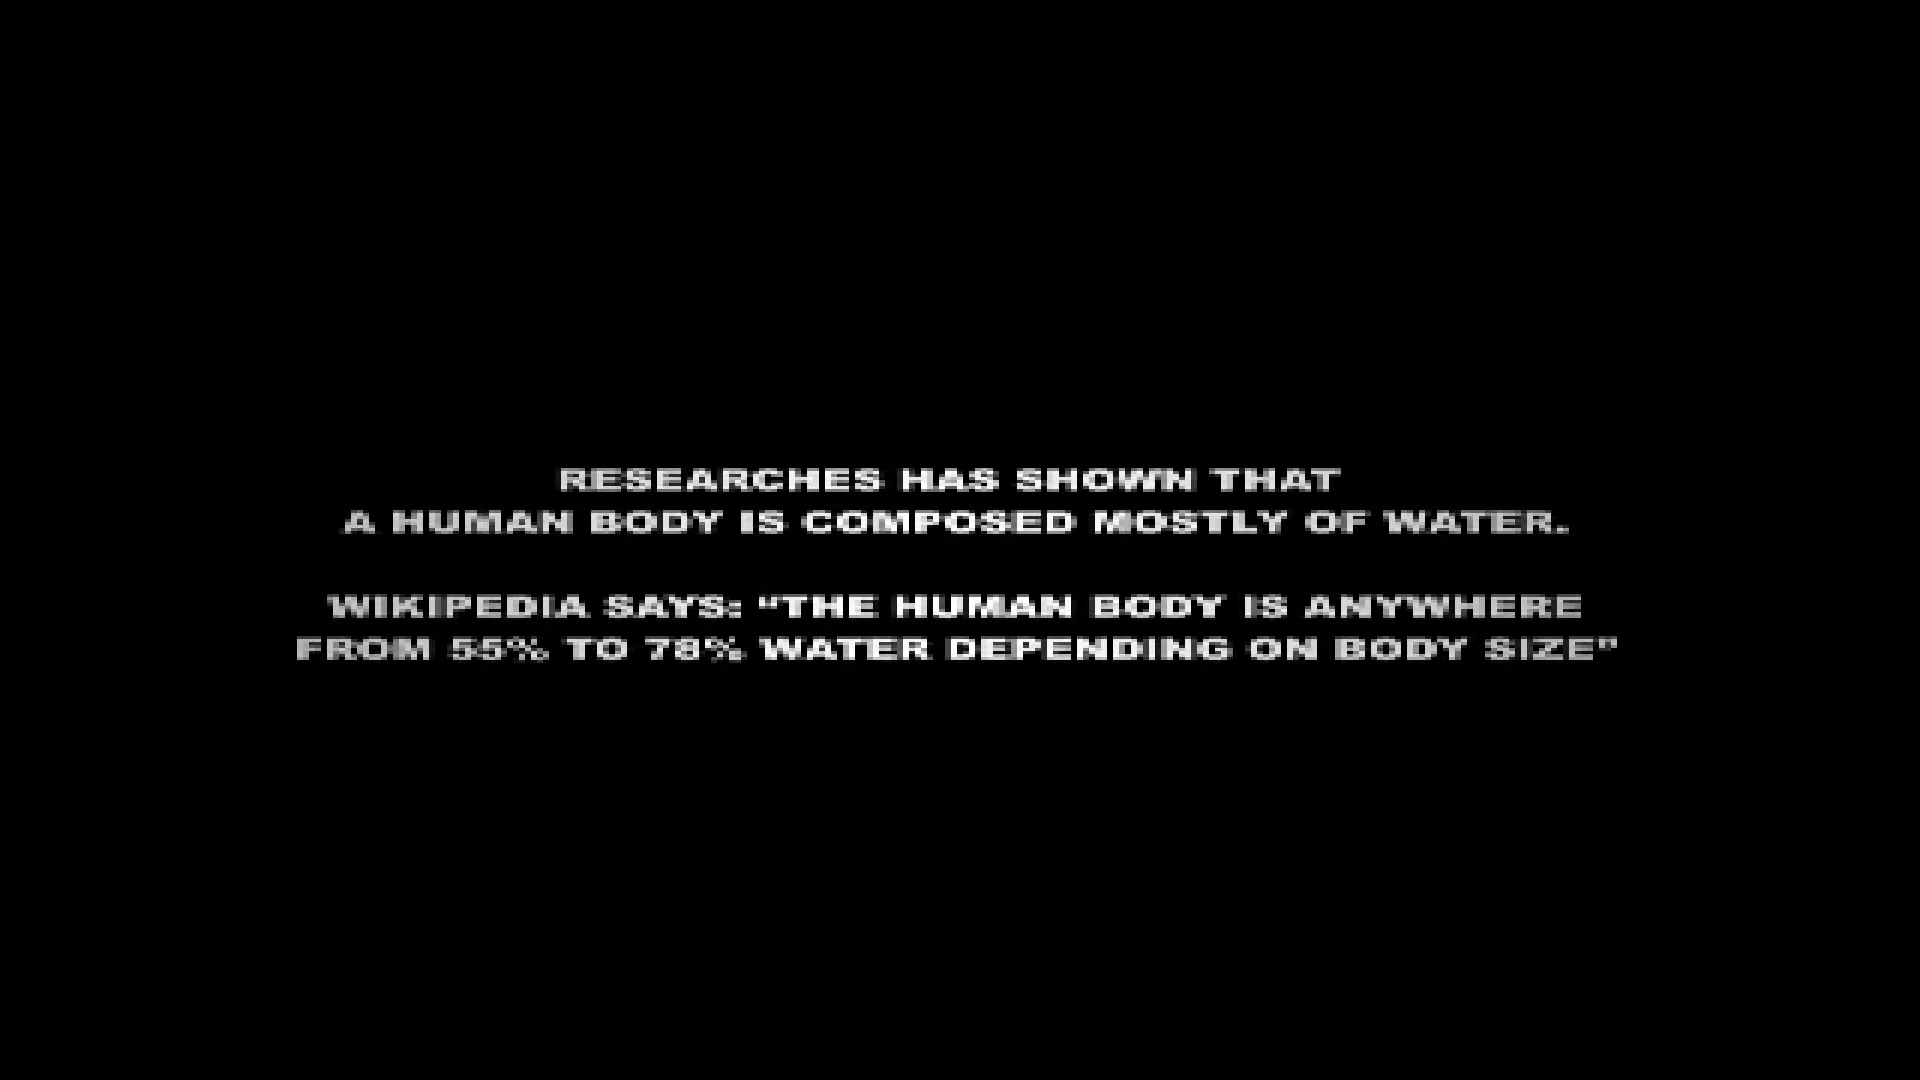 RESEARCHES HAS SHOWN THAT
A HUMAN BODY IS COMPOSED MOSTLY OF WATER.
WIKIPEDIA SAYS: “THE HUMAN BODY IS ANYWHERE
FROM 55% TO 78% WATER DEPENDING ON BODY SIZE”